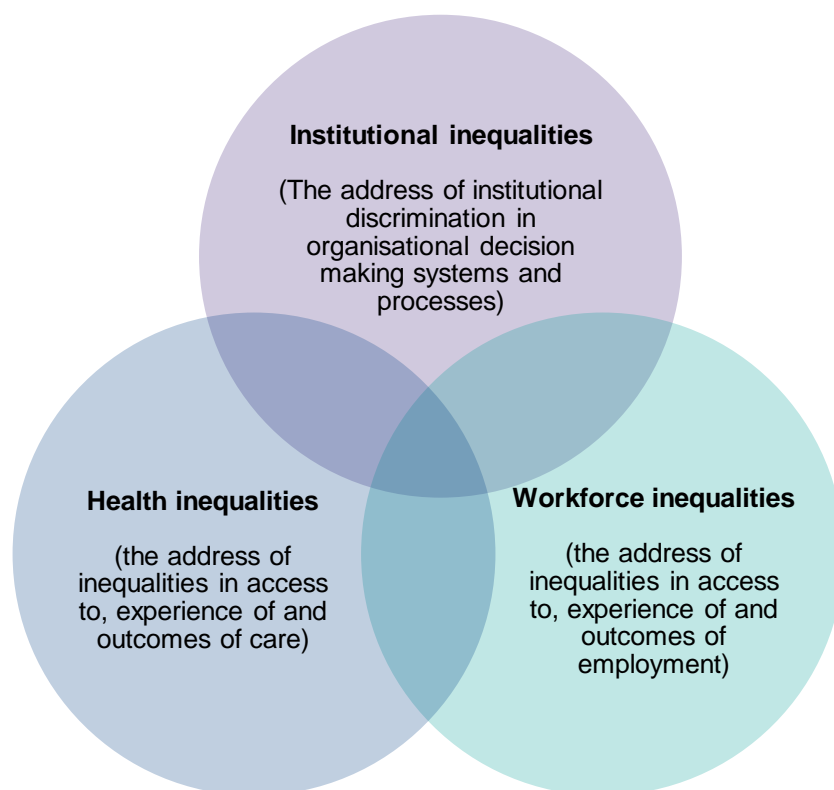 Institutional inequalities
(The address of institutional
discrimination in
organisational decision
making systems and
processes)
Health inequalities
(the address of
inequalities in access
to, experience of and
outcomes of care)
Workforce inequalities
(the address of
inequalities in access
to, experience of and
outcomes of
employment)